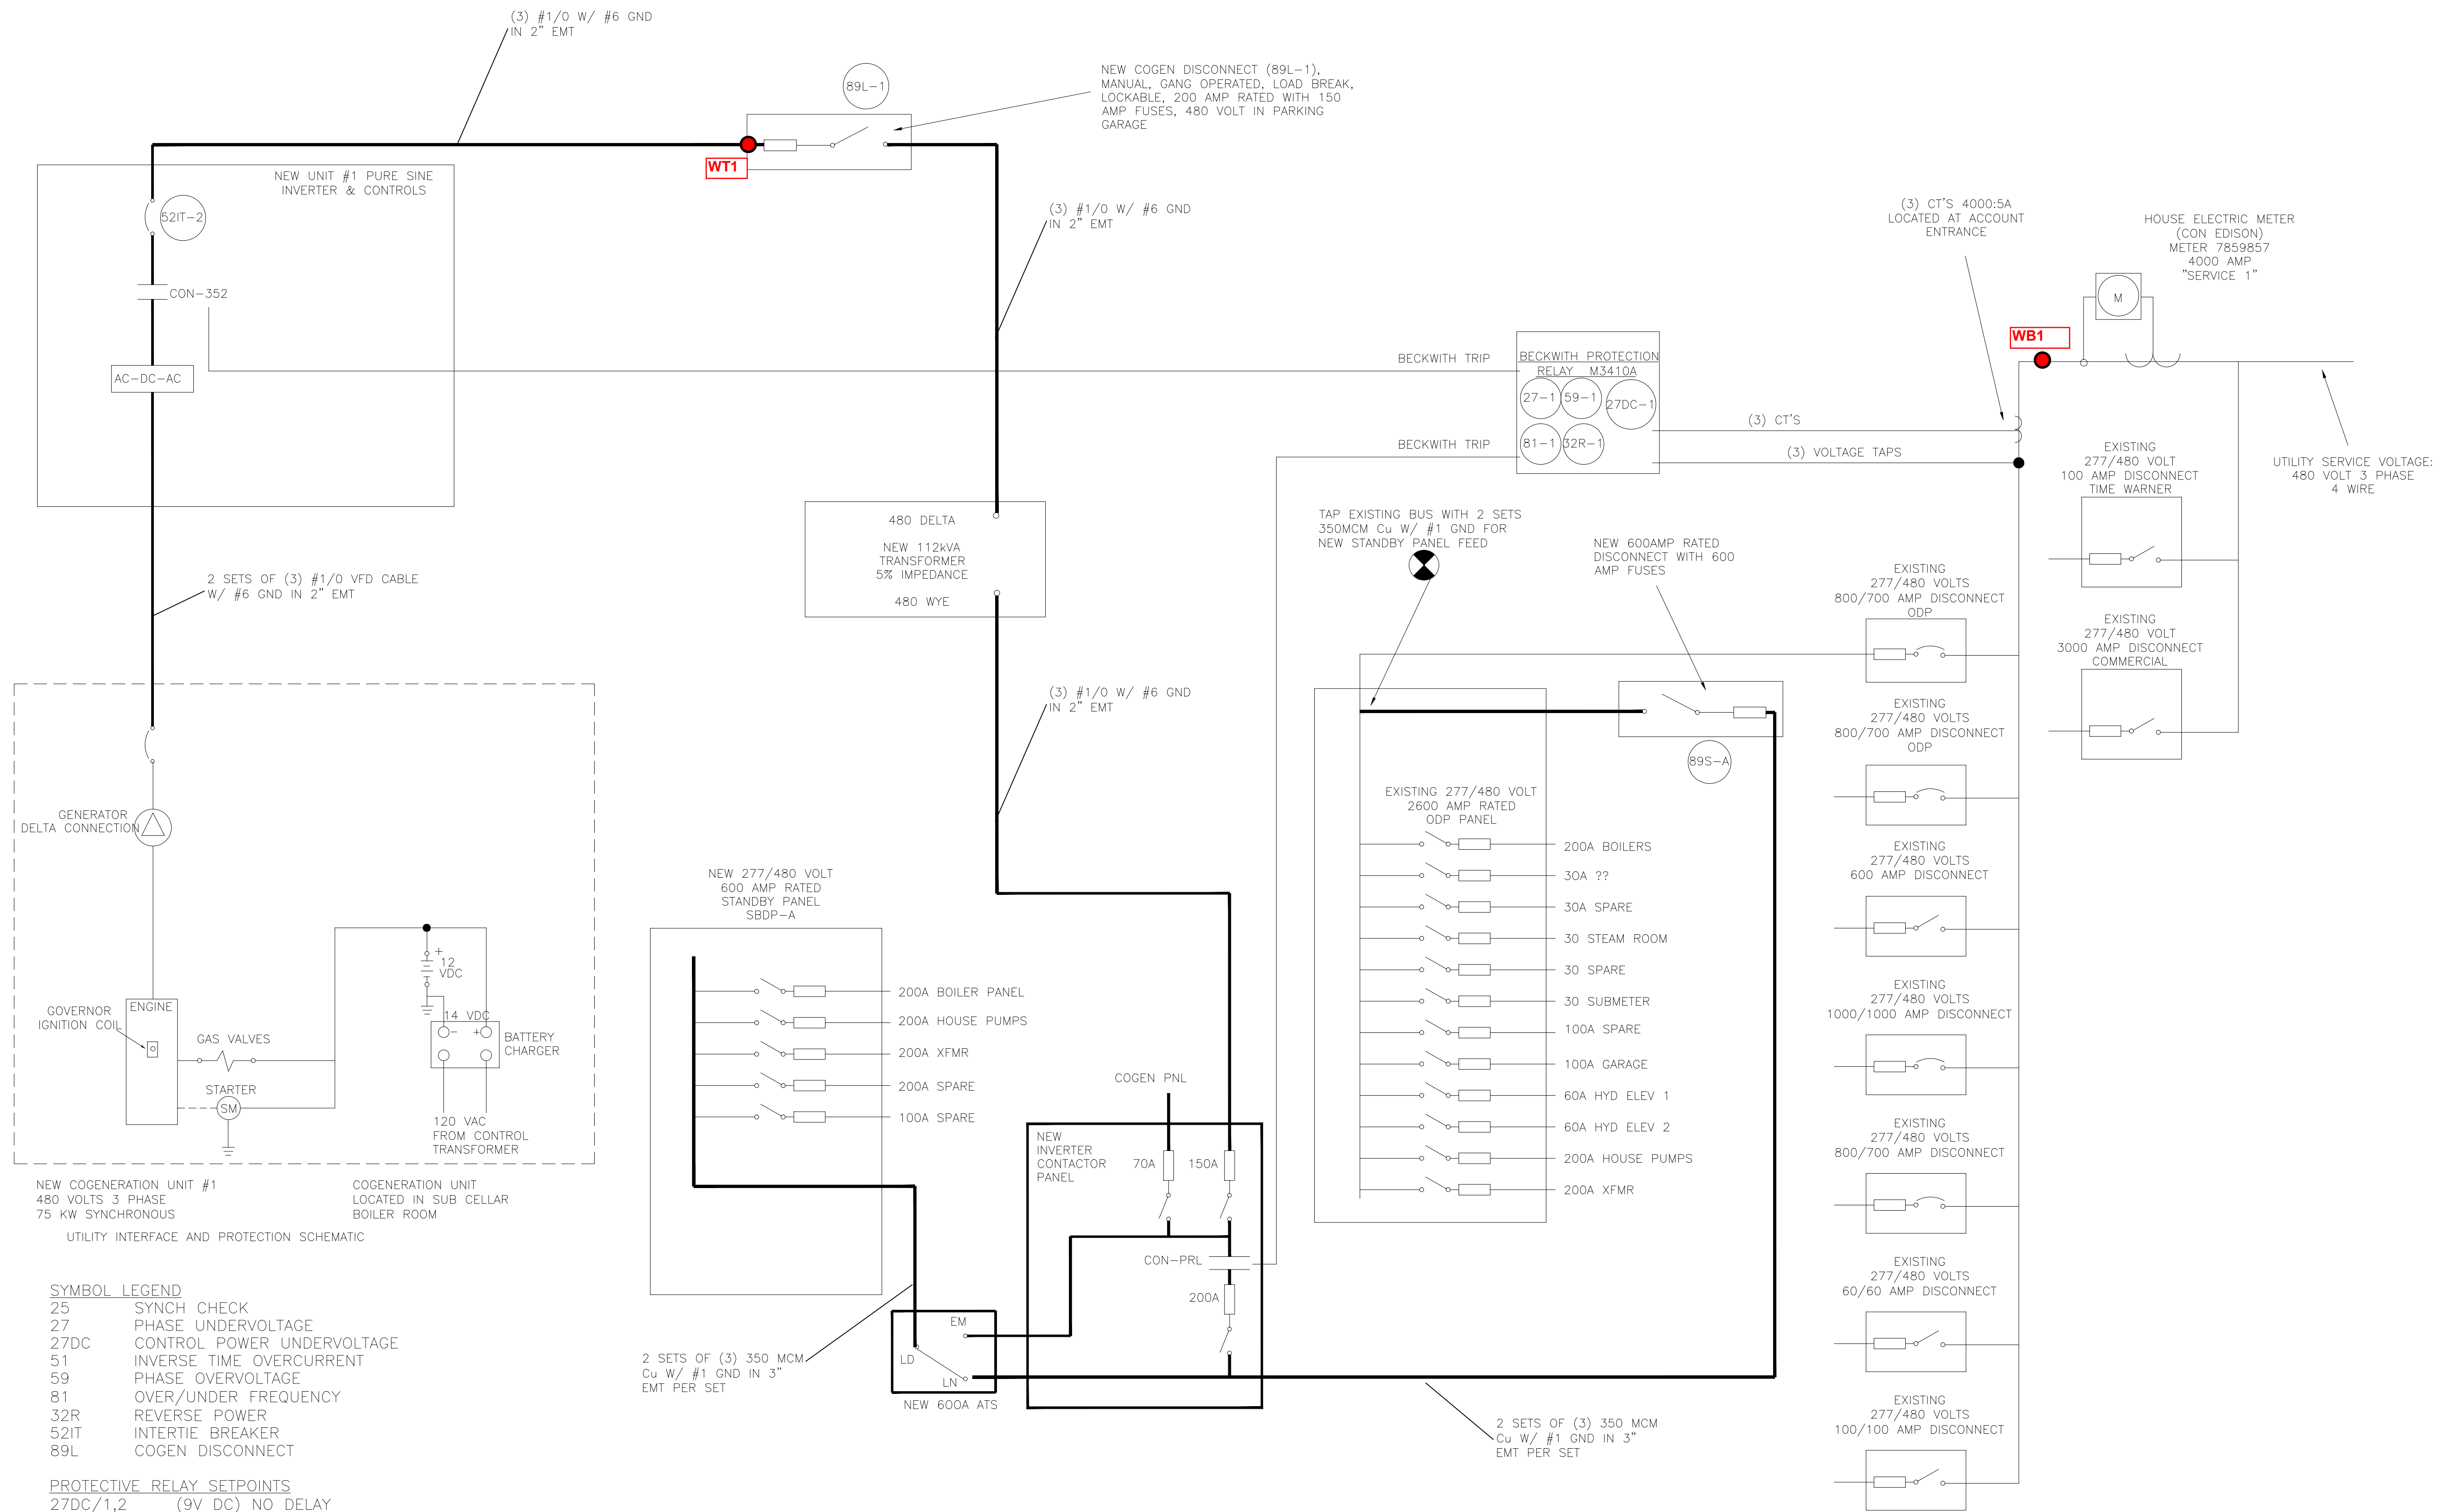 (3) #1/0 W/ #6 GND
IN 2" EMT
89L-1
NEW COGEN DISCONNECT (89L-1),
MANUAL, GANG OPERATED, LOAD BREAK,
LOCKABLE, 200 AMP RATED WITH 150
AMP FUSES, 480 VOLT IN PARKING
GARAGE
WT1
NEW UNIT #1 PURE SINE
INVERTER & CONTROLS
52IT-2
CON-352
AC-DC-AC
(3) #1/0 W/ #6 GND
IN 2" EMT
(3) CT'S 4000:5A
LOCATED AT ACCOUNT
ENTRANCE
HOUSE ELECTRIC METER
(CON EDISON)
METER 7859857
4000 AMP
"SERVICE 1"
M
WB1
BECKWITH TRIP
BECKWITH PROTECTION
RELAY M3410A
27-1
59-1
27DC-1
81-1
32R-1
BECKWITH TRIP
(3) CT'S
(3) VOLTAGE TAPS
EXISTING
277/480 VOLT
100 AMP DISCONNECT
TIME WARNER
UTILITY SERVICE VOLTAGE:
480 VOLT 3 PHASE
4 WIRE
EXISTING
277/480 VOLT
3000 AMP DISCONNECT
COMMERCIAL
480 DELTA
NEW 112kVA
TRANSFORMER
5% IMPEDANCE
480 WYE
TAP EXISTING BUS WITH 2 SETS
350MCM Cu W/ #1 GND FOR
NEW STANDBY PANEL FEED
NEW 600AMP RATED
DISCONNECT WITH 600
AMP FUSES
2 SETS OF (3) #1/0 VFD CABLE
W/ #6 GND IN 2" EMT
(3) #1/0 W/ #6 GND
IN 2" EMT
89S-A
EXISTING
277/480 VOLTS
800/700 AMP DISCONNECT
ODP
EXISTING
277/480 VOLTS
800/700 AMP DISCONNECT
ODP
EXISTING
277/480 VOLTS
600 AMP DISCONNECT
EXISTING
277/480 VOLTS
1000/1000 AMP DISCONNECT
EXISTING
277/480 VOLTS
800/700 AMP DISCONNECT
EXISTING
277/480 VOLTS
60/60 AMP DISCONNECT
EXISTING
277/480 VOLTS
100/100 AMP DISCONNECT
EXISTING 277/480 VOLT
2600 AMP RATED
ODP PANEL
200A BOILERS
30A ??
30A SPARE
30 STEAM ROOM
30 SPARE
30 SUBMETER
100A SPARE
100A GARAGE
60A HYD ELEV 1
60A HYD ELEV 2
200A HOUSE PUMPS
200A XFMR
GENERATOR
DELTA CONNECTION
GOVERNOR
IGNITION COIL
ENGINE
GAS VALVES
STARTER
SM
+
12
VDC
14 VDC
-
+
BATTERY
CHARGER
120 VAC
FROM CONTROL
TRANSFORMER
NEW COGENERATION UNIT #1
480 VOLTS 3 PHASE
75 KW SYNCHRONOUS
COGENERATION UNIT
LOCATED IN SUB CELLAR
BOILER ROOM
UTILITY INTERFACE AND PROTECTION SCHEMATIC
NEW 277/480 VOLT
600 AMP RATED
STANDBY PANEL
SBDP-A
200A BOILER PANEL
200A HOUSE PUMPS
200A XFMR
200A SPARE
100A SPARE
COGEN PNL
NEW
INVERTER
CONTACTOR
PANEL
70A
150A
CON-PRL
200A
EM
LD
LN
NEW 600A ATS
2 SETS OF (3) 350 MCM
Cu W/ #1 GND IN 3"
EMT PER SET
2 SETS OF (3) 350 MCM
Cu W/ #1 GND IN 3"
EMT PER SET
SYMBOL LEGEND
25 SYNCH CHECK
27 PHASE UNDERVOLTAGE
27DC CONTROL POWER UNDERVOLTAGE
51 INVERSE TIME OVERCURRENT
59 PHASE OVERVOLTAGE
81 OVER/UNDER FREQUENCY
32R REVERSE POWER
52IT INTERTIE BREAKER
89L COGEN DISCONNECT
PROTECTIVE RELAY SETPOINTS
27DC/1,2 (9V DC) NO DELAY